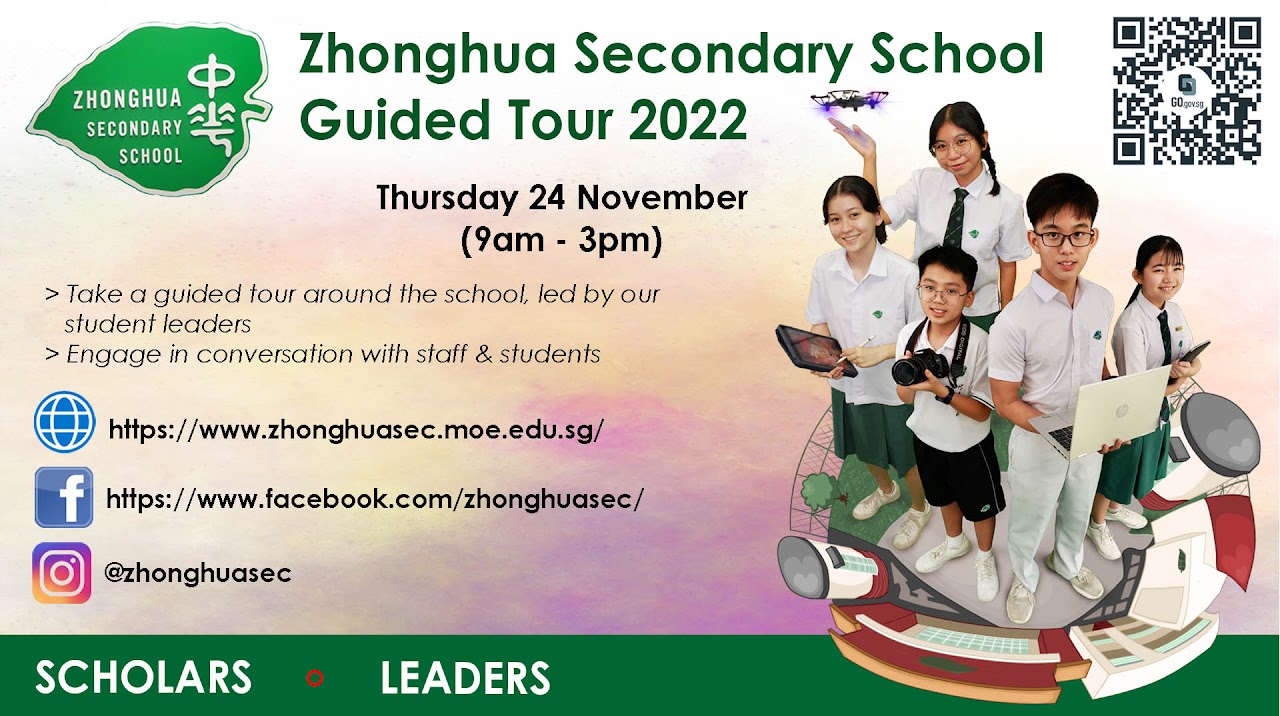 ZHONGHUA
SECONDARY
SCHOOL
中华
Zhonghua Secondary School
Guided Tour 2022
GO.gov.sg
Thursday 24 November
(9am - 3pm)
> Take a guided tour around the school, led by our
student leaders
> Engage in conversation with staff & students
https://www.zhonghuasec.moe.edu.sg/
https://www.facebook.com/zhonghuasec/
@zhonghuasec
SCHOLARS
LEADERS